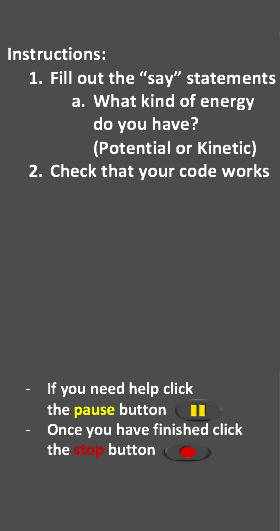 Instructions:
1. Fill out the “say” statements
a. What kind of energy
do you have?
(Potential or Kinetic)
2. Check that your code works
- If you need help click
the pause button
- Once you have finished click
the stop button